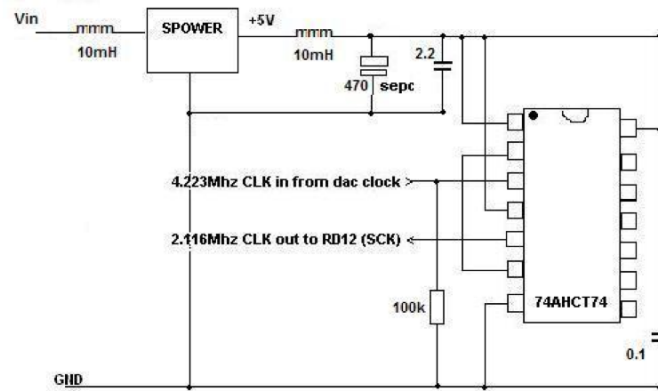 Vin
10mH
SPOWER
+5V
10mH
2.2
470 sepc
4.223Mhz CLK in from dac clock
2.116Mhz CLK out to RD12 (SCK)
100k
74AHCT74
0.1
GND